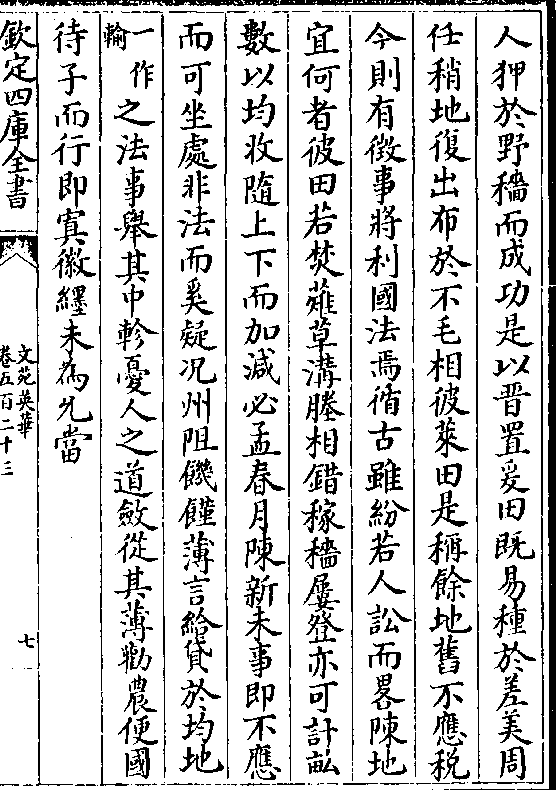 人狎於野穡而成功是以晋置爰田既易種於差美周
任稍地復出布於不毛相彼萊田是稱餘地舊不應税
今則有徵事將利國法焉循古雖紛若人訟而畧陳地
宜何者彼田若焚薙草溝塍相錯稼穡屢登亦可計畝
數以均收隨上下而加減必孟春月陳新未事即不應
而可坐處非法而奚疑况州阻饑饉薄言給貸於均地
一作輸之法事舉其中軫憂人之道斂從其薄勸農便國
待子而行即寘徽纆未為允當
欽定四庫全書
文苑英華
卷五百二十三
七